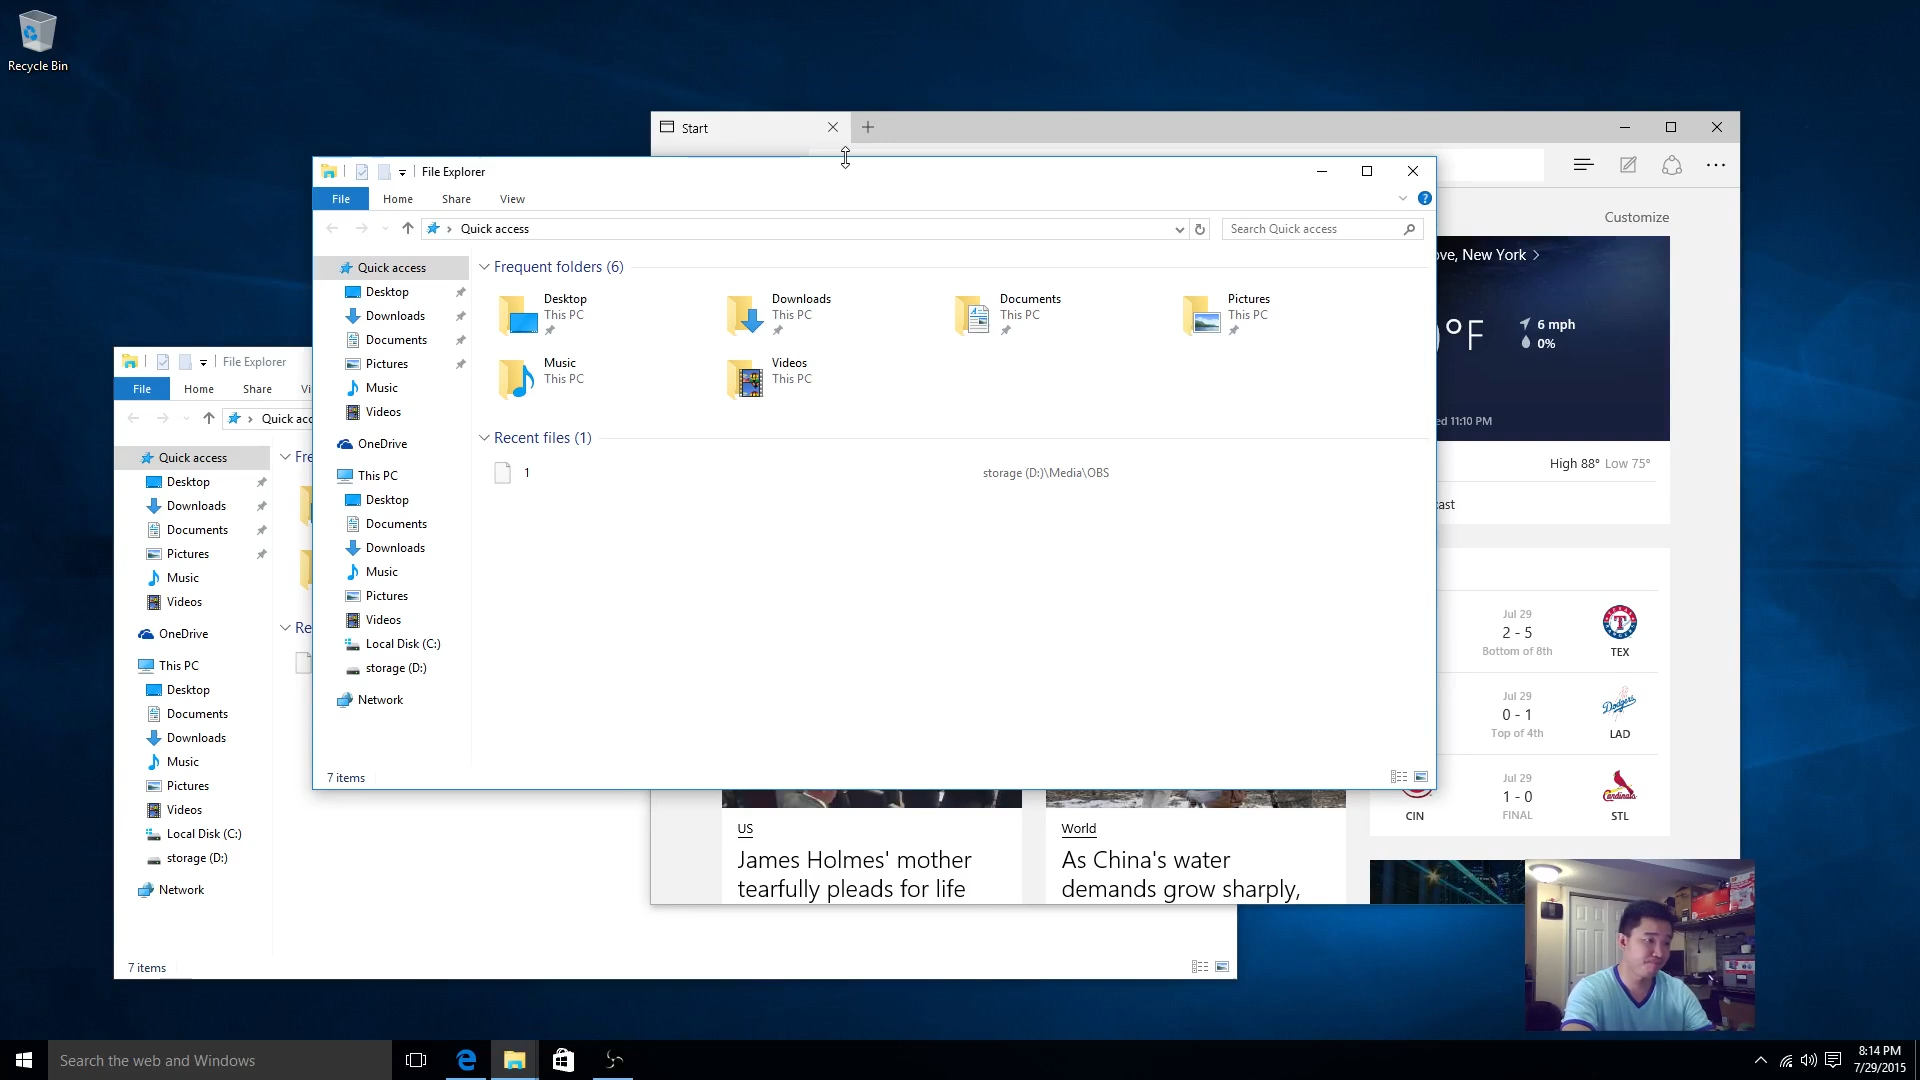 Recycle Bin
Start
File Explorer
File Home Share View
Quick access
Search Quick access
Quick access
Desktop
Downloads
Documents
Pictures
Music
Videos
OneDrive
This PC
Desktop
Documents
Downloads
Music
Pictures
Videos
Local Disk (C:)
storage (D:)
Network
7 items
Frequent folders (6)
Desktop
This PC
Downloads
This PC
Documents
This PC
Pictures
This PC
Music
This PC
Videos
This PC
Recent files (1)
1 storage (D:)\Media\OBS
Customize
ove, New York
°F
6 mph
0%
ed 11:10 PM
High 88° Low 75°
cast
Jul 29
2 - 5
Bottom of 8th
TEX
Jul 29
0 - 1
Top of 4th
Dodgers
LAD
Jul 29
1 - 0
FINAL
CIN
Cardinals
STL
US
James Holmes' mother
tearfully pleads for life
World
As China's water
demands grow sharply,
File Explorer
File Home Share Vi
Quick acc
Quick access
Desktop
Downloads
Documents
Pictures
Music
Videos
OneDrive
This PC
Desktop
Documents
Downloads
Music
Pictures
Videos
Local Disk (C:)
storage (D:)
Network
Fre
Re
7 items
Search the web and Windows
8:14 PM
7/29/2015